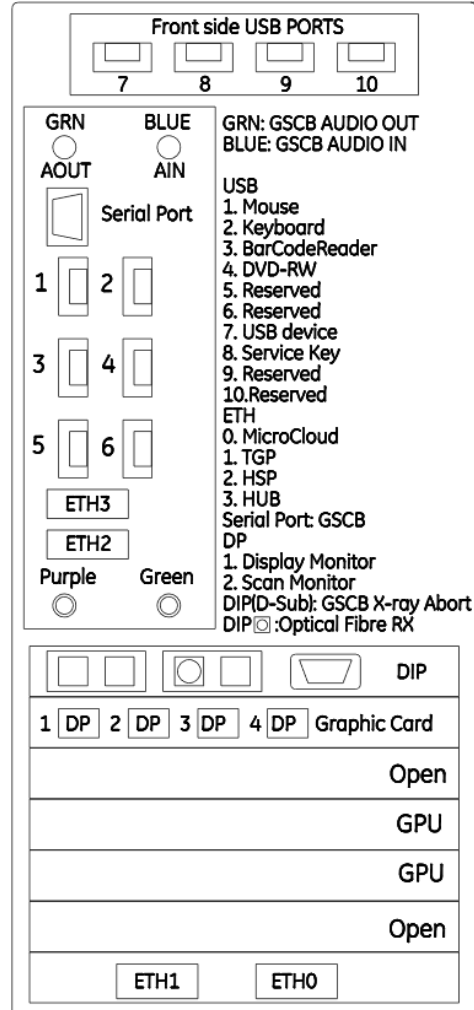 Front side USB PORTS
7 8 9 10
GRN BLUE
AOUT AIN
Serial Port
1 2
3 4
5 6
ETH3
ETH2
Purple Green
GRN: GSCB AUDIO OUT
BLUE: GSCB AUDIO IN
USB
1. Mouse
2. Keyboard
3. BarCodeReader
4. DVD-RW
5. Reserved
6. Reserved
7. USB device
8. Service Key
9. Reserved
10.Reserved
ETH
0. MicroCloud
1. TGP
2. HSP
3. HUB
Serial Port: GSCB
DP
1. Display Monitor
2. Scan Monitor
DIP(D-Sub): GSCB X-ray Abort
DIP :Optical Fibre RX
DIP
1 DP 2 DP 3 DP 4 DP Graphic Card
Open
GPU
GPU
Open
ETH1 ETH0